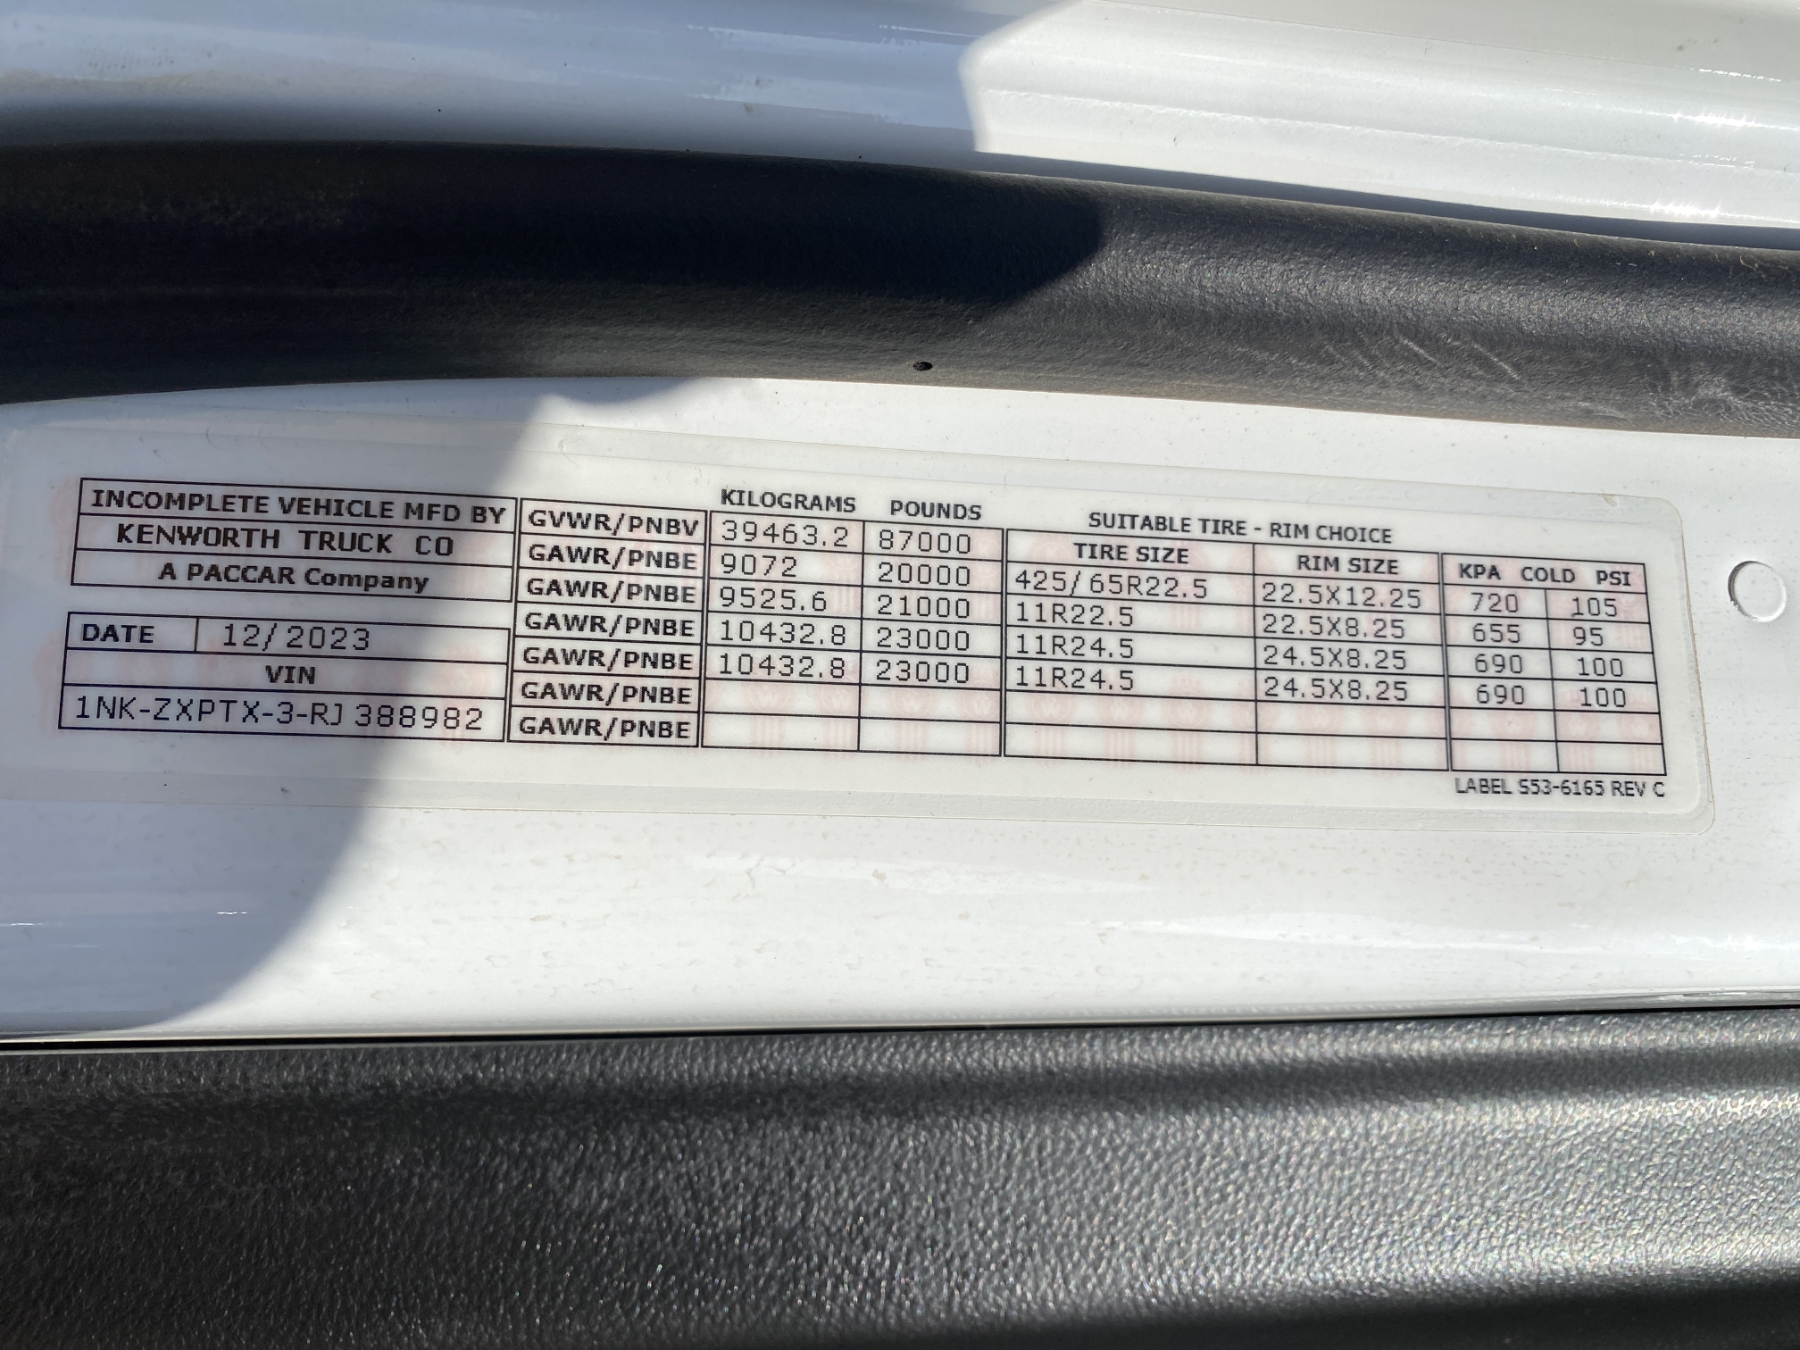 INCOMPLETE VEHICLE MFD BY
KENWORTH TRUCK CO
A PACCAR Company
DATE 12/2023
VIN
1NK-ZXPTX-3-RJ388982
KILOGRAMS POUNDS
GVWR/PNBV 39463.2 87000
GAWR/PNBE 9072 20000
GAWR/PNBE 9525.6 21000
GAWR/PNBE 10432.8 23000
GAWR/PNBE 10432.8 23000
GAWR/PNBE
GAWR/PNBE
SUITABLE TIRE - RIM CHOICE
TIRE SIZE RIM SIZE KPA COLD PSI
425/65R22.5 22.5X12.25 720 105
11R22.5 22.5X8.25 655 95
11R24.5 24.5X8.25 690 100
11R24.5 24.5X8.25 690 100
LABEL S53-6165 REV C